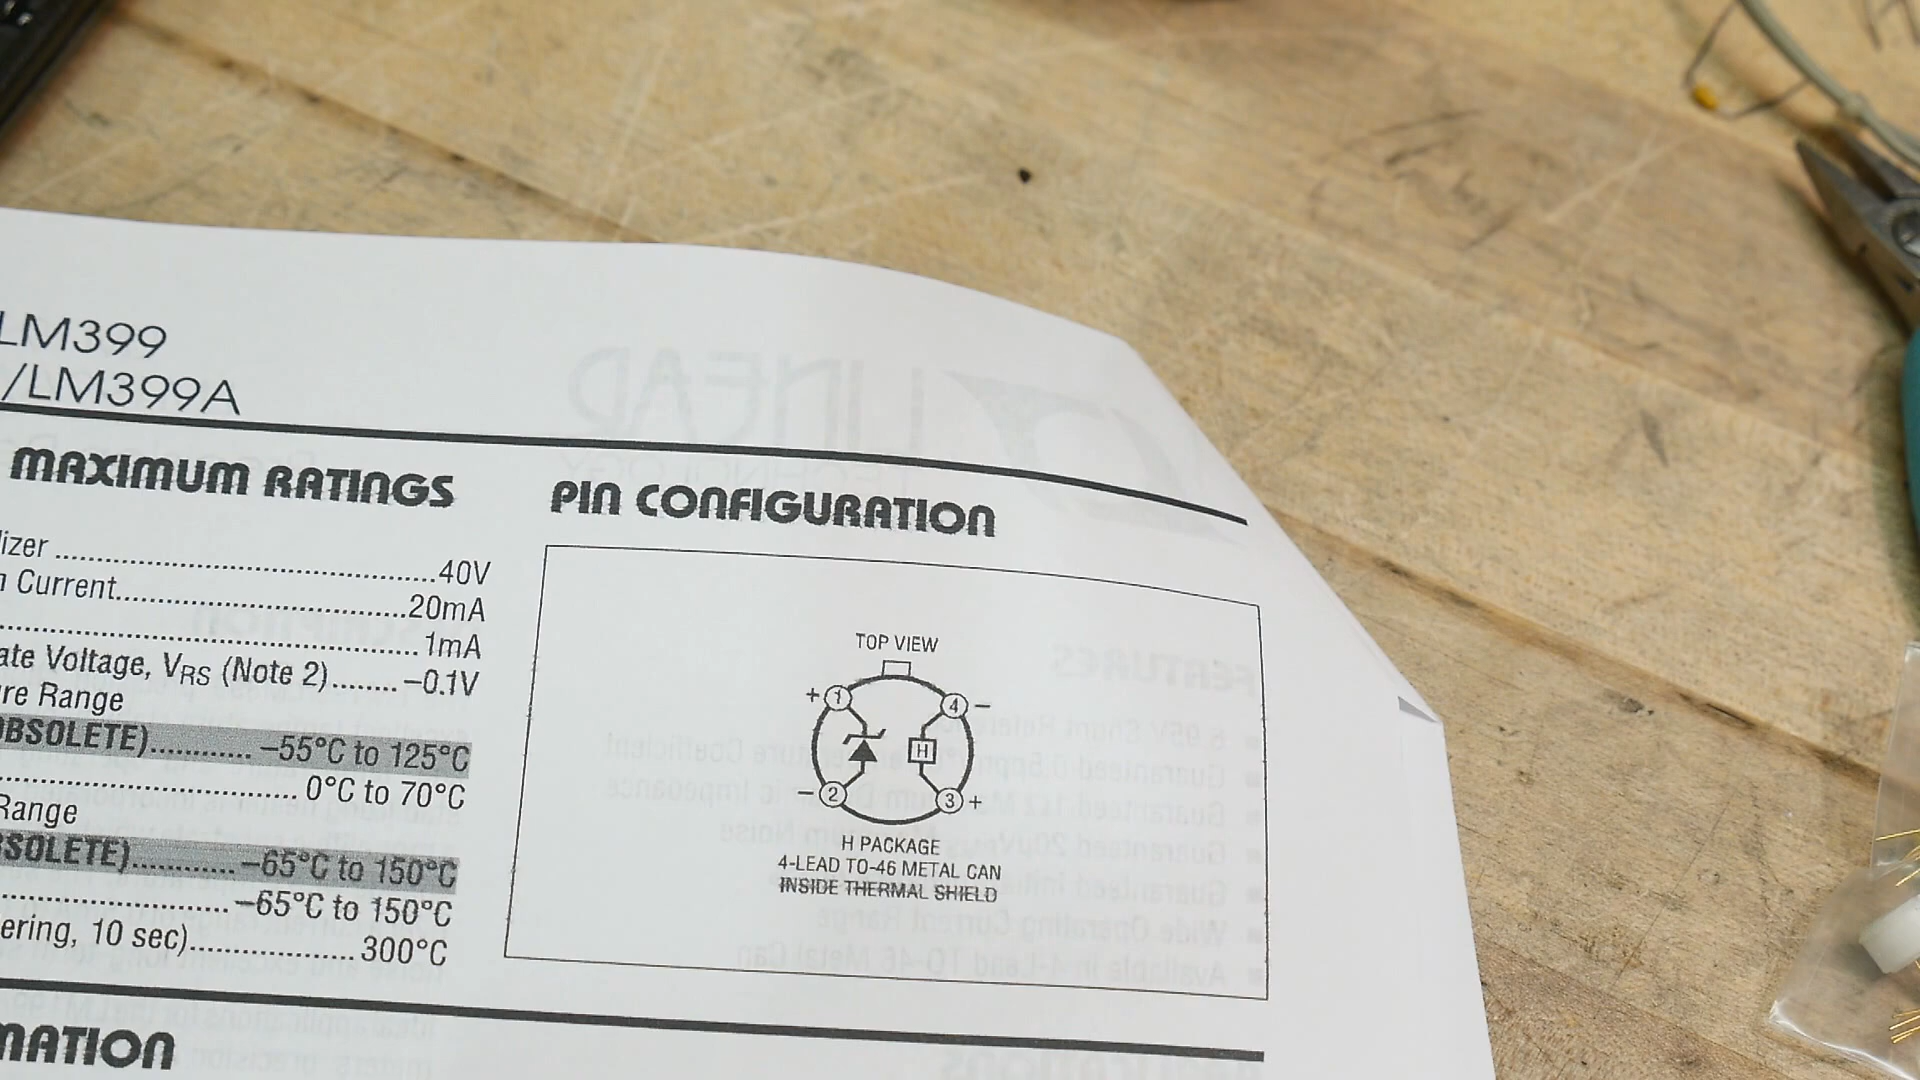 LM399
/LM399A
MAXIMUM RATINGS
izer ........40V
Current........20mA
........1mA
ate Voltage, VRS (Note 2)........ –0.1V
re Range
OBSOLETE)............ –55°C to 125°C
........0°C to 70°C
Range
SOLETE)............–65°C to 150°C
........–65°C to 150°C
ering, 10 sec)........300°C
MATION
PIN CONFIGURATION
TOP VIEW
+ 1
4 –
H
– 2
3 +
H PACKAGE
4-LEAD TO-46 METAL CAN
INSIDE THERMAL SHIELD